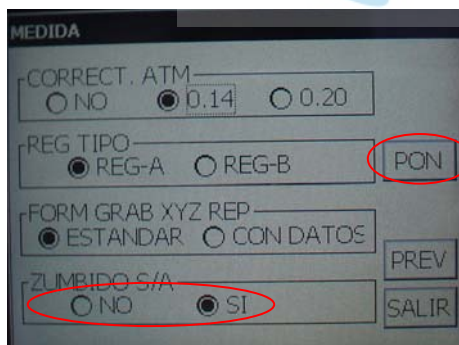 MEDIDA
CORRECT. ATM
NO 0.14 0.20
REG TIPO
REG-A REG-B PON
FORM GRAB XYZ REP
ESTANDAR CON DATOS
PREV
ZUMBIDO S/A
NO SI SALIR